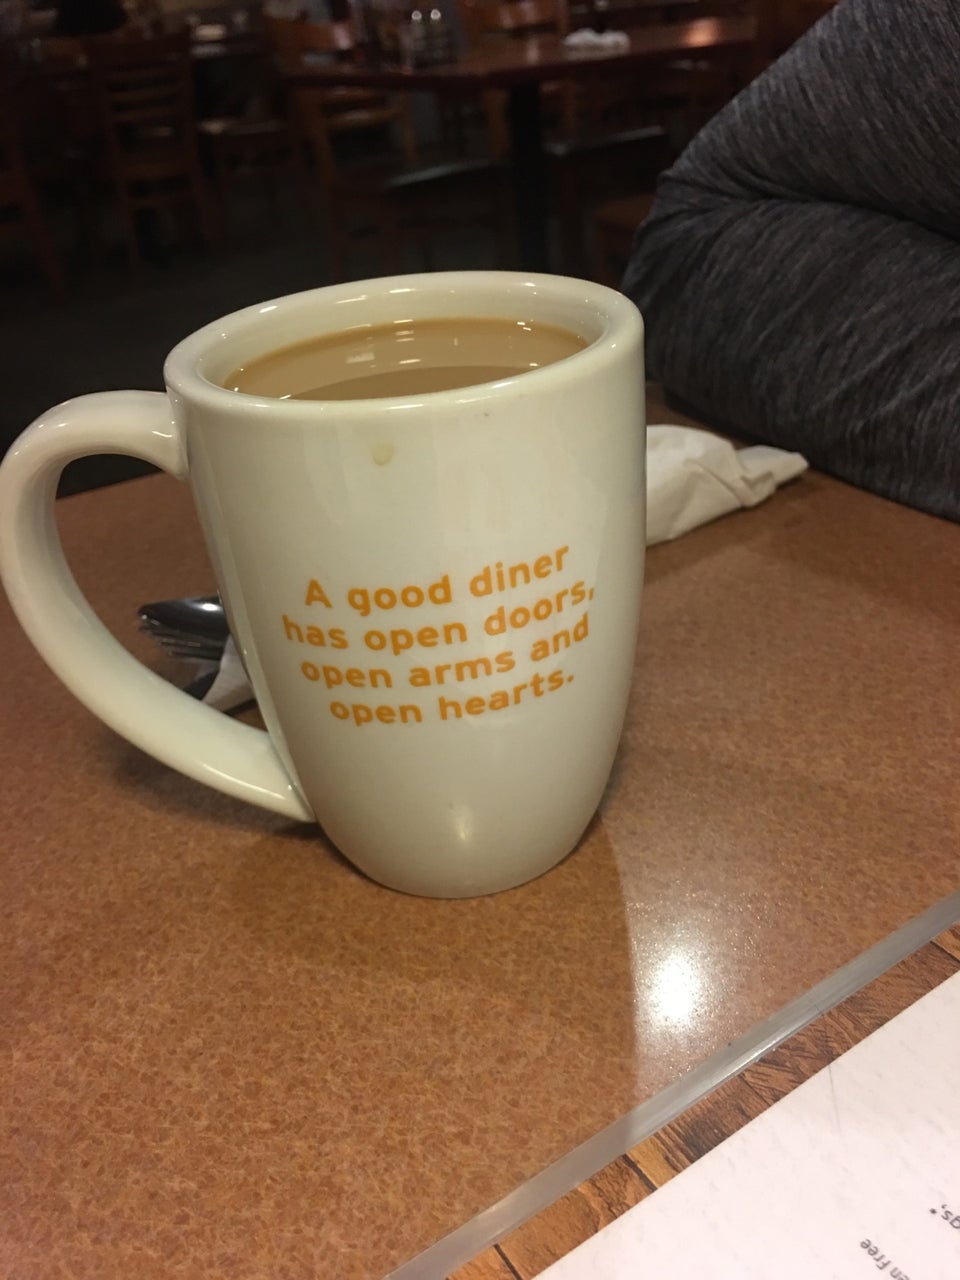 A good diner
has open doors,
open arms and
open hearts.